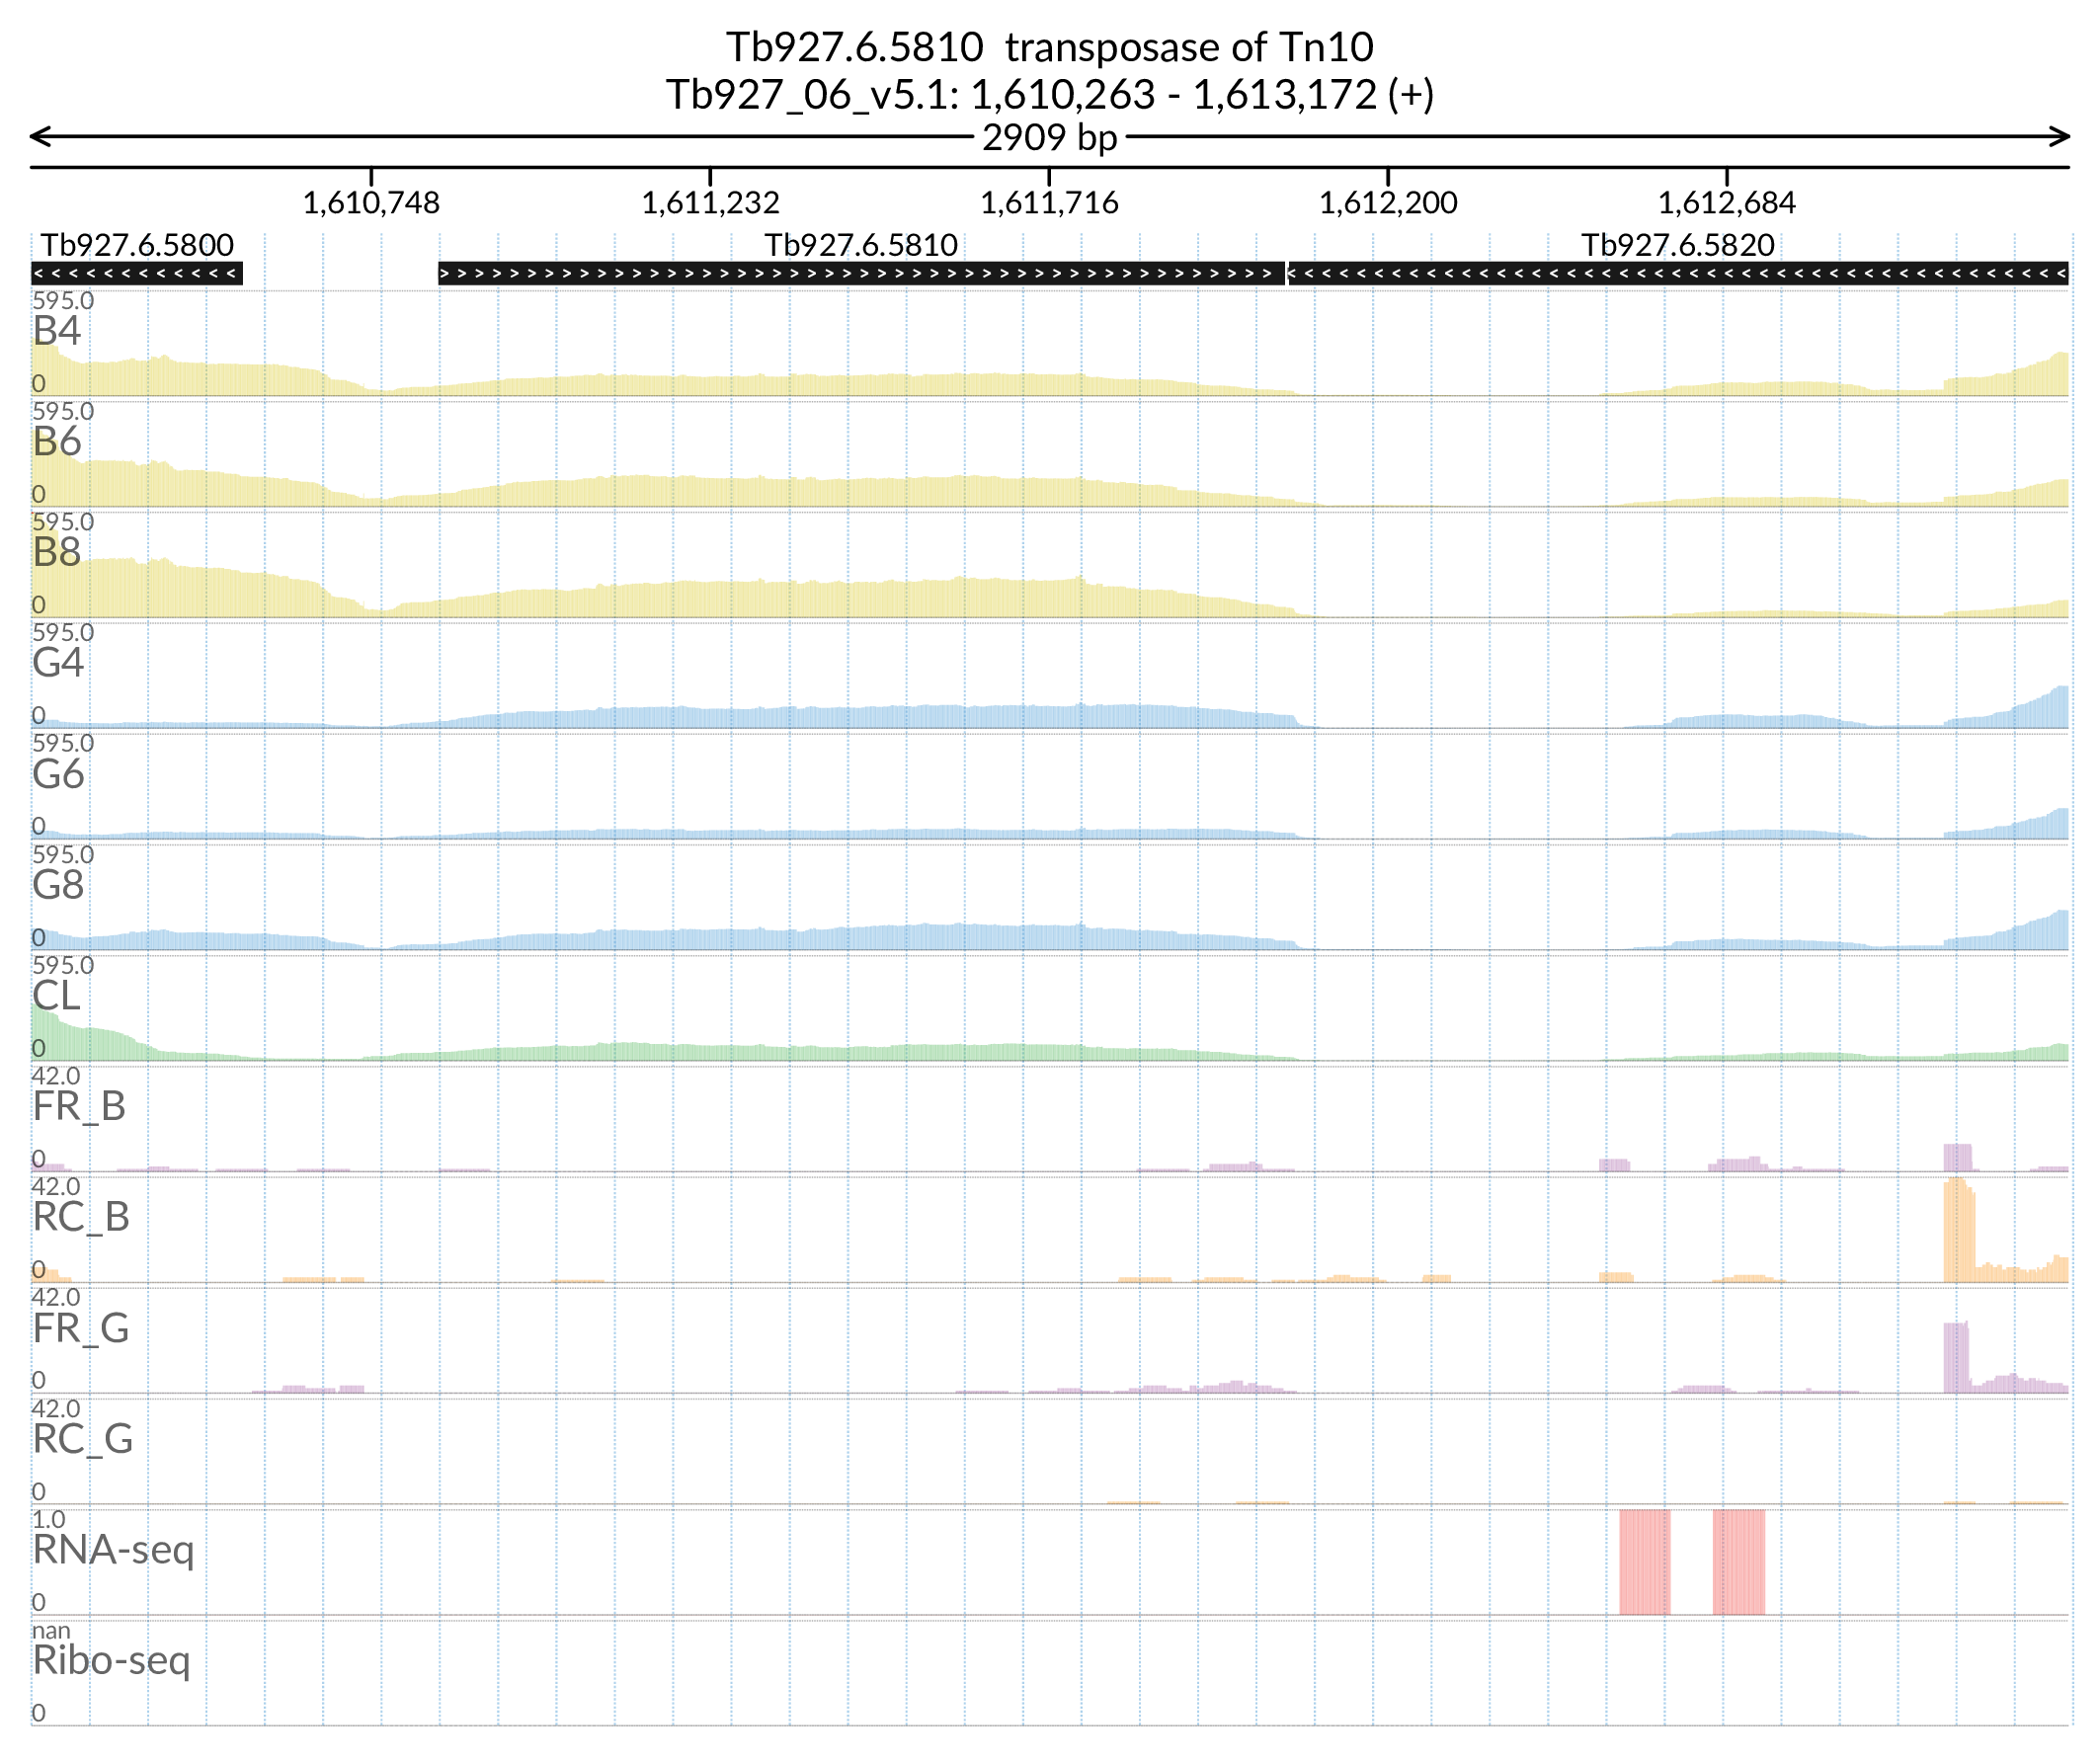 Tb927.6.5810 transposase of Tn10
Tb927_06_v5.1: 1,610,263 - 1,613,172 (+)
2909 bp
1,610,748 1,611,232 1,611,716 1,612,200 1,612,684
Tb927.6.5800 Tb927.6.5810 Tb927.6.5820
595.0
B4
0
595.0
B6
0
595.0
B8
0
595.0
G4
0
595.0
G6
0
595.0
G8
0
595.0
CL
0
42.0
FR_B
0
42.0
RC_B
0
42.0
FR_G
0
42.0
RC_G
0
1.0
RNA-seq
0
nan
Ribo-seq
0